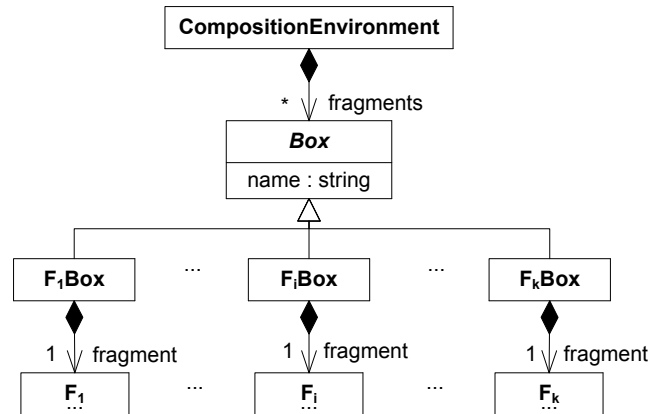 CompositionEnvironment
* fragments
Box
name : string
F₁Box ... FᵢBox ... FₖBox
1 fragment 1 fragment 1 fragment
F₁ ... Fᵢ ... Fₖ
... ... ...